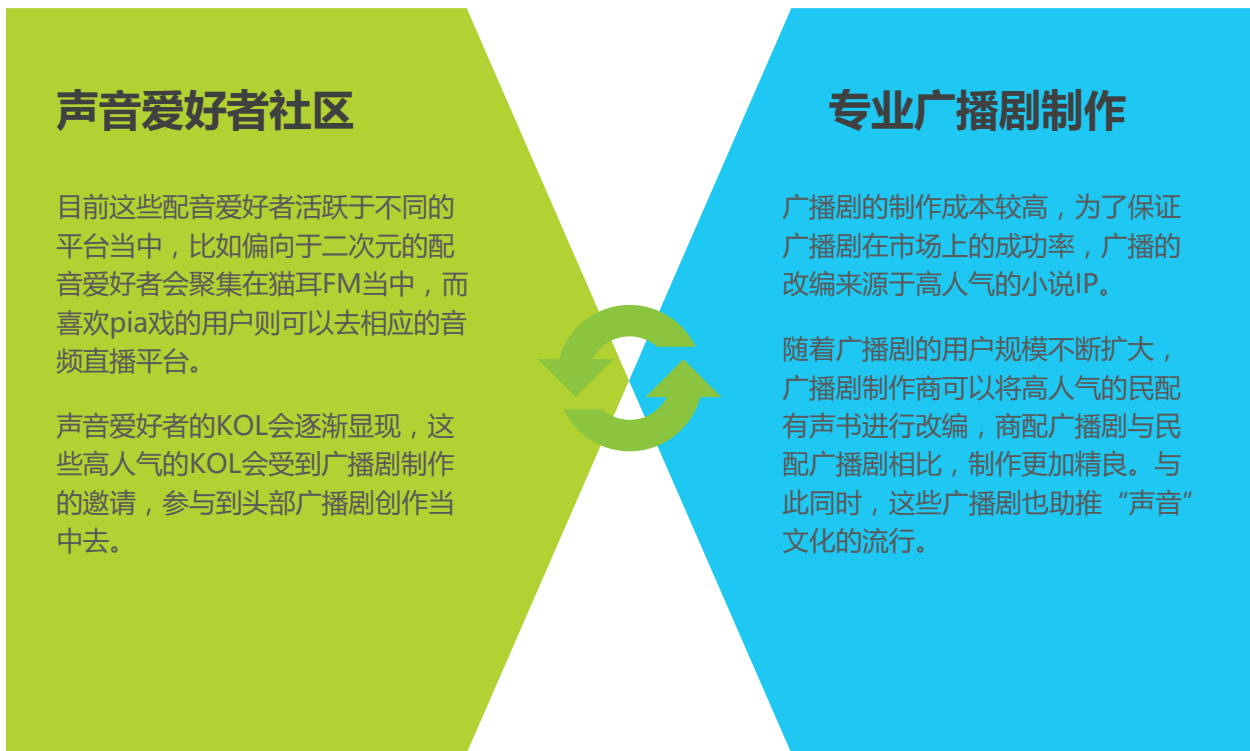 声音爱好者社区
目前这些配音爱好者活跃于不同的
平台当中，比如偏向于二次元的配
音爱好者会聚集在猫耳FM当中，而
喜欢pia戏的用户则可以去相应的音
频直播平台。
声音爱好者的KOL会逐渐显现，这
些高人气的KOL会受到广播剧制作
的邀请，参与到头部广播剧创作当
中去。
专业广播剧制作
广播剧的制作成本较高，为了保证
广播剧在市场上的成功率，广播的
改编来源于高人气的小说IP。
随着广播剧的用户规模不断扩大，
广播剧制作商可以将高人气的民配
有声书进行改编，商配广播剧与民
配广播剧相比，制作更加精良。与
此同时，这些广播剧也助推“声音”
文化的流行。